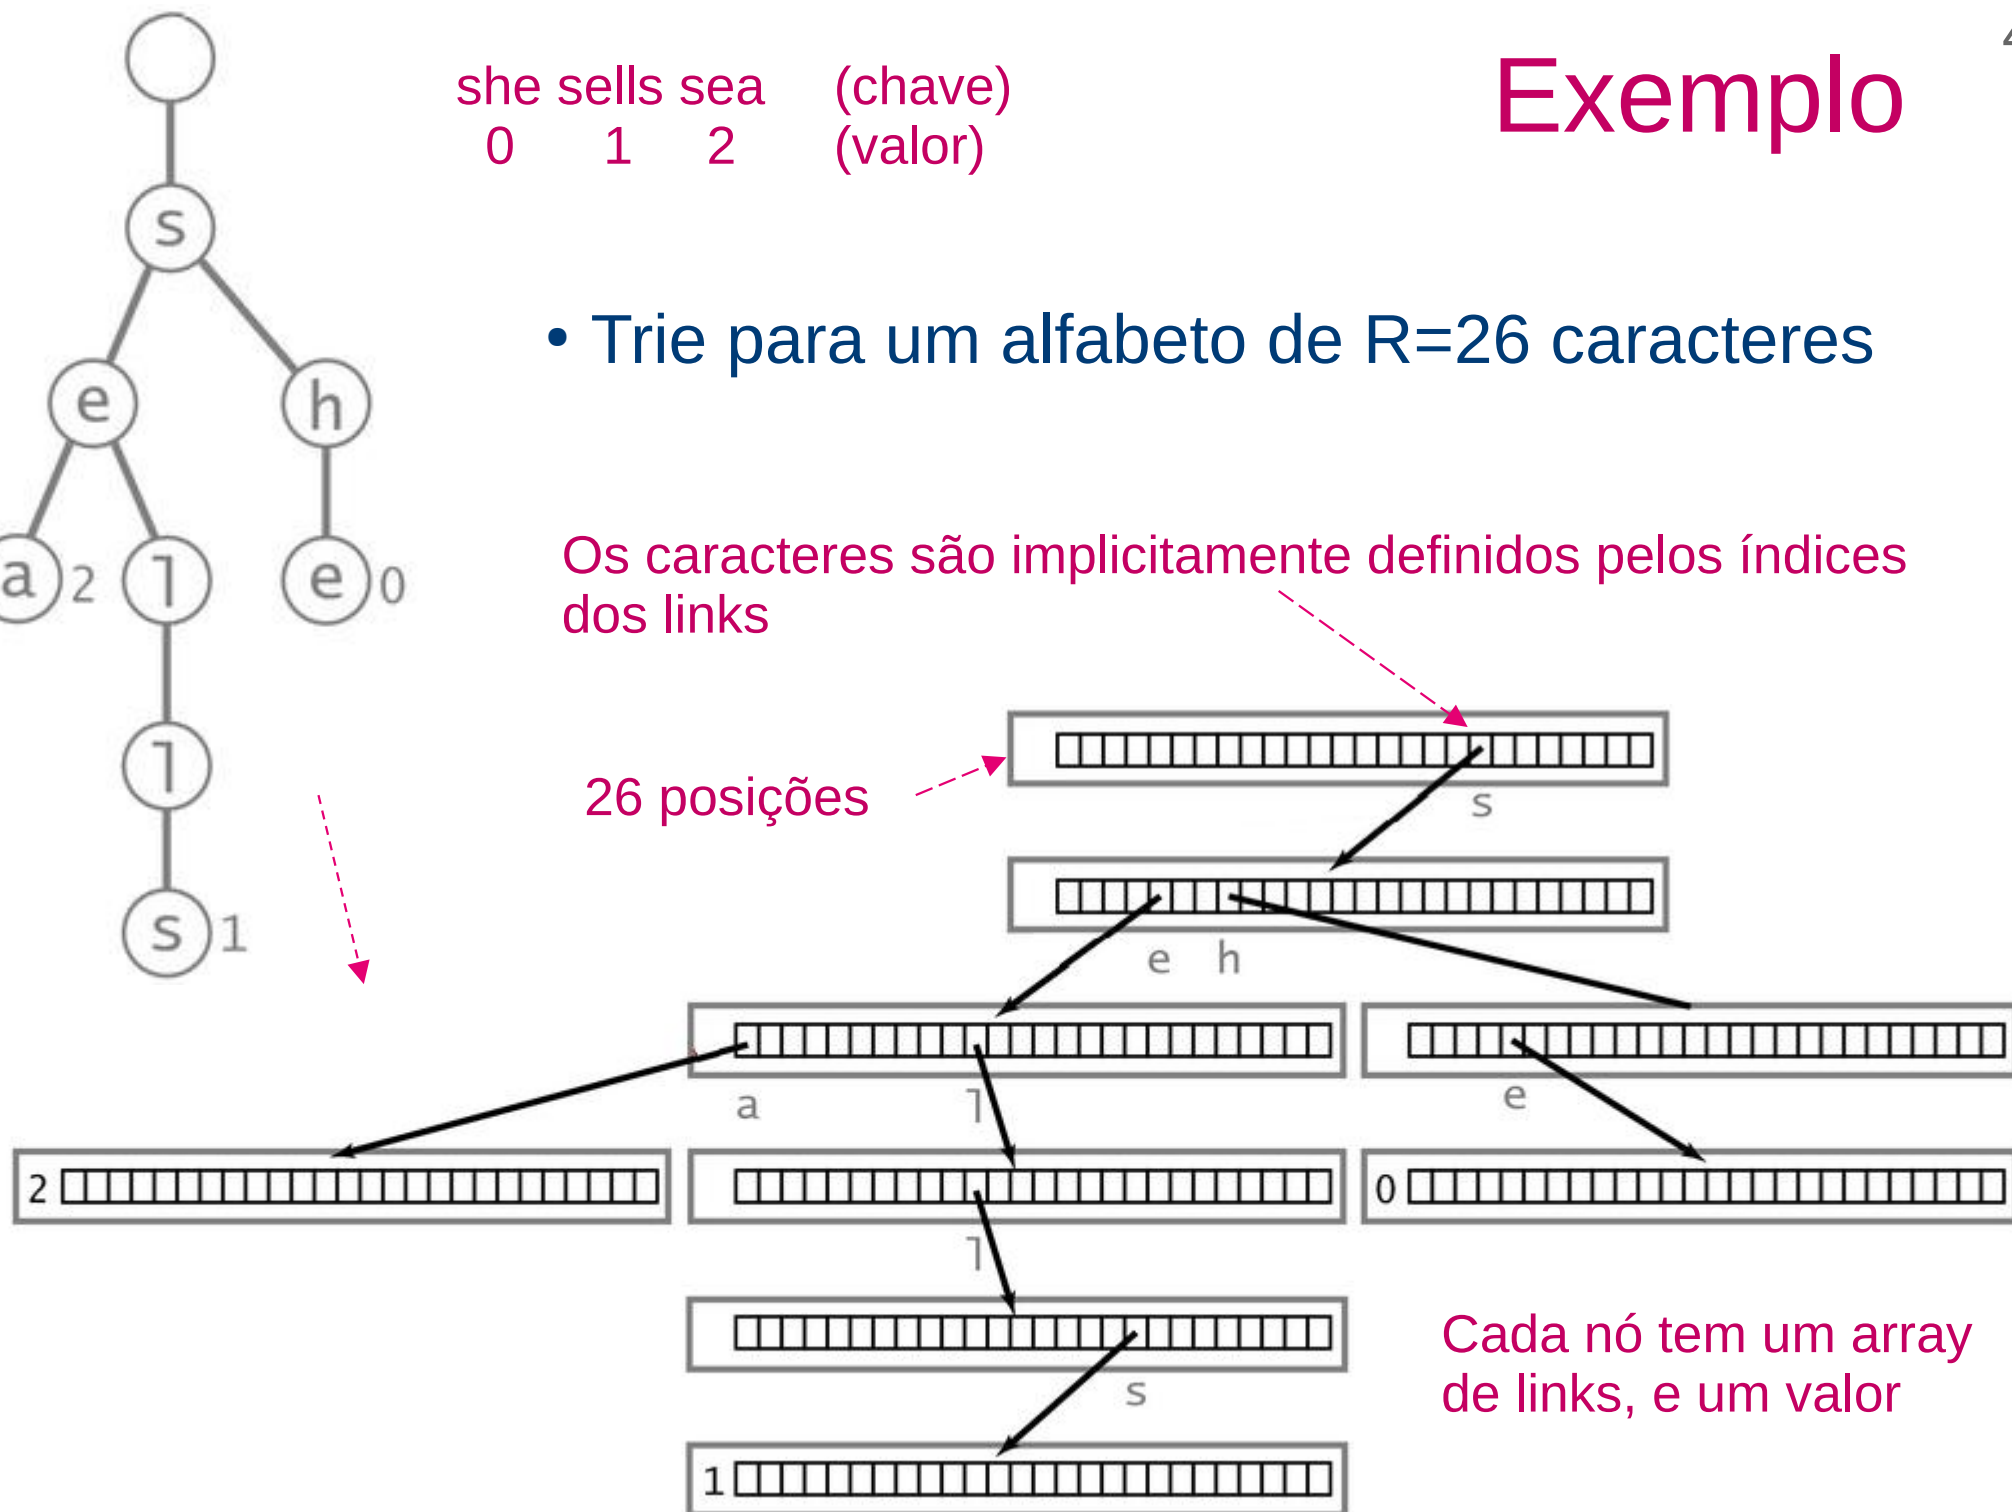 4
Exemplo
she sells sea (chave)
0 1 2 (valor)
s
• Trie para um alfabeto de R=26 caracteres
e h
a 2 l e 0
Os caracteres são implicitamente definidos pelos índices
dos links
l
26 posições
s
s 1
e h
a l e
2 0
l
Cada nó tem um array
de links, e um valor
s
1